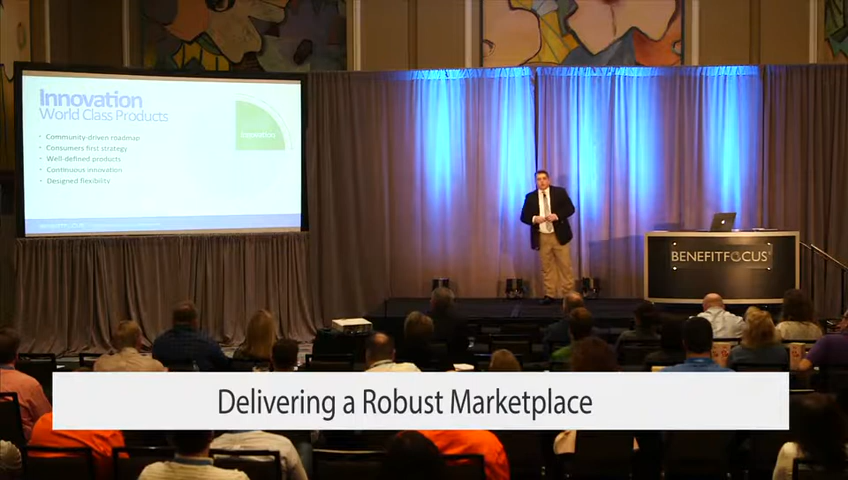 Innovation
World Class Products
• Community-driven roadmap
• Consumers first strategy
• Well-defined products
• Continuous innovation
• Designed flexibility
Innovation
BENEFITFOCUS
Delivering a Robust Marketplace